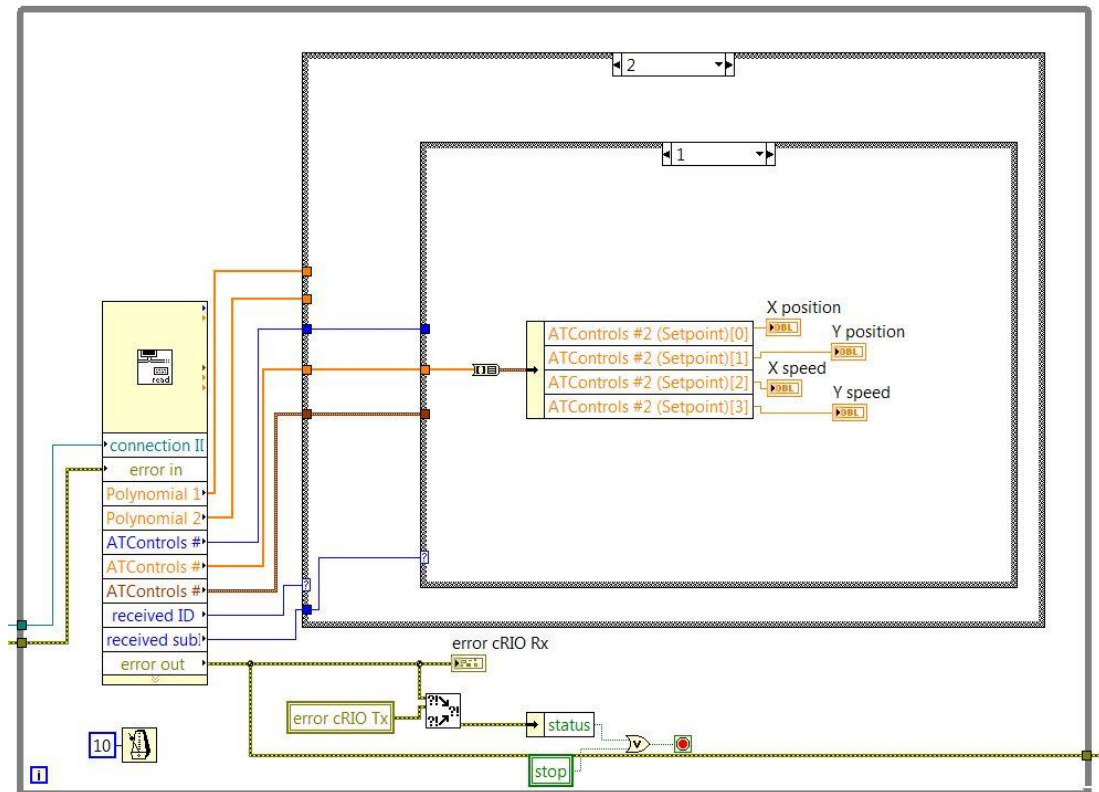 2
1
X position
DBL
ATControls #2 (Setpoint)[0]
Y position
ATControls #2 (Setpoint)[1]
DBL
X speed
ATControls #2 (Setpoint)[2]
DBL
Y speed
ATControls #2 (Setpoint)[3]
DBL
read
connection II
error in
Polynomial 1
Polynomial 2
ATControls #
ATControls #
ATControls #
?
received ID
?
received sub
error out
error cRIO Rx
error cRIO Tx
?!
?!
?!
status
10
V
stop
i